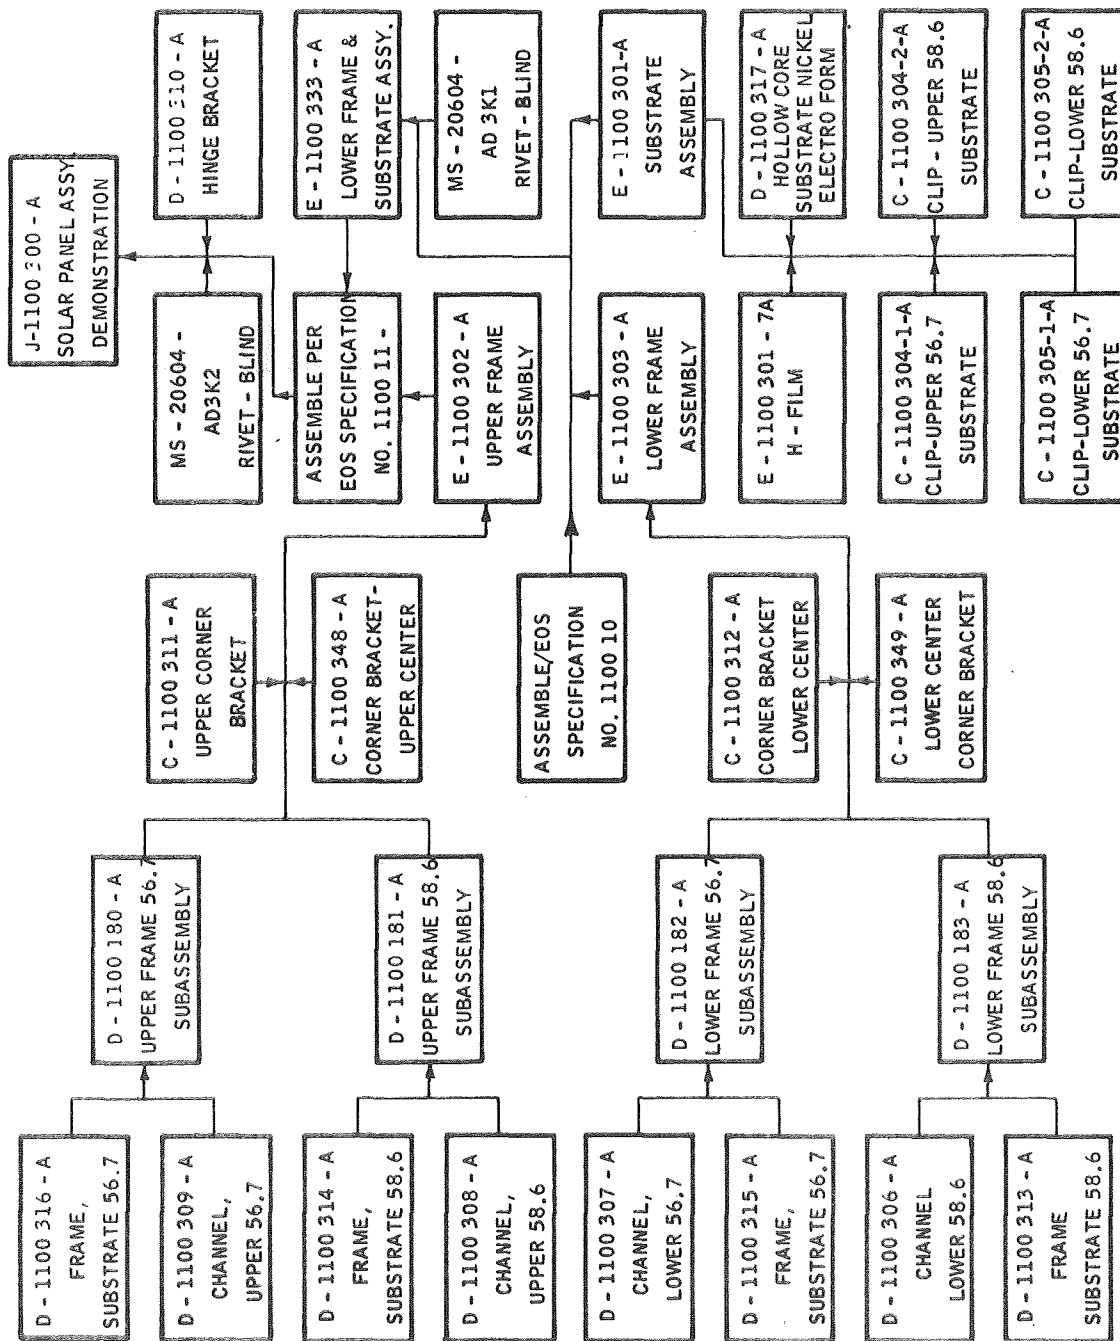 J-1100 300 - A
SOLAR PANEL ASSY.
DEMONSTRATION
MS - 20604 -
AD3K2
RIVET - BLIND
D - 1100 310 - A
HINGE BRACKET
ASSEMBLE PER
EOS SPECIFICATION
NO. 1100 11 -
E - 1100 333 - A
LOWER FRAME &
SUBSTRATE ASSY.
E - 1100 302 - A
UPPER FRAME
ASSEMBLY
MS - 20604 -
AD 3K1
RIVET - BLIND
E - 1100 303 - A
LOWER FRAME
ASSEMBLY
E - 1100 301-A
SUBSTRATE
ASSEMBLY
E - 1100 301 - 7A
H - FILM
D - 1100 317 - A
HOLLOW CORE
SUBSTRATE NICKEL
ELECTRO FORM
C - 1100 304-1-A
CLIP-UPPER 56.7
SUBSTRATE
C - 1100 304-2-A
CLIP - UPPER 58.6
SUBSTRATE
C - 1100 305-1-A
CLIP-LOWER 56.7
SUBSTRATE
C - 1100 305-2-A
CLIP-LOWER 58.6
SUBSTRATE
C - 1100 311 - A
UPPER CORNER
BRACKET
C - 1100 348 - A
CORNER BRACKET-
UPPER CENTER
ASSEMBLE/EOS
SPECIFICATION
NO. 1100 10
C - 1100 312 - A
CORNER BRACKET
LOWER CENTER
C - 1100 349 - A
LOWER CENTER
CORNER BRACKET
D - 1100 180 - A
UPPER FRAME 56.7
SUBASSEMBLY
D - 1100 181 - A
UPPER FRAME 58.6
SUBASSEMBLY
D - 1100 182 - A
LOWER FRAME 56.7
SUBASSEMBLY
D - 1100 183 - A
LOWER FRAME 58.6
SUBASSEMBLY
D - 1100 316 - A
FRAME,
SUBSTRATE 56.7
D - 1100 309 - A
CHANNEL,
UPPER 56.7
D - 1100 314 - A
FRAME,
SUBSTRATE 58.6
D - 1100 308 - A
CHANNEL,
UPPER 58.6
D - 1100 307 - A
CHANNEL,
LOWER 56.7
D - 1100 315 - A
FRAME,
SUBSTRATE 56.7
D - 1100 306 - A
CHANNEL
LOWER 58.6
D - 1100 313 - A
FRAME
SUBSTRATE 58.6